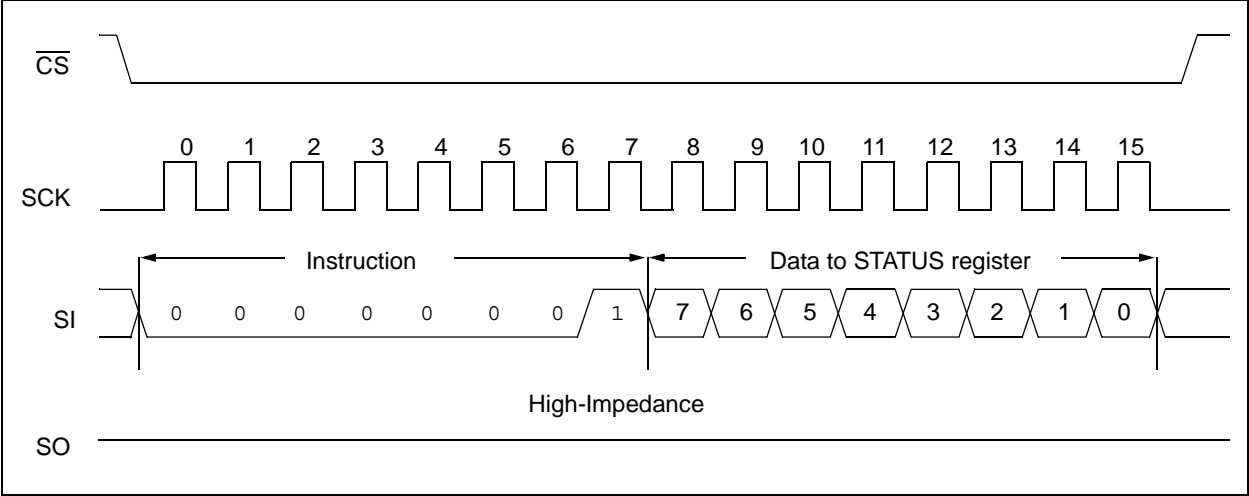 CS
0 1 2 3 4 5 6 7 8 9 10 11 12 13 14 15
SCK
Instruction Data to STATUS register
SI 0 0 0 0 0 0 0 1 7 6 5 4 3 2 1 0
High-Impedance
SO